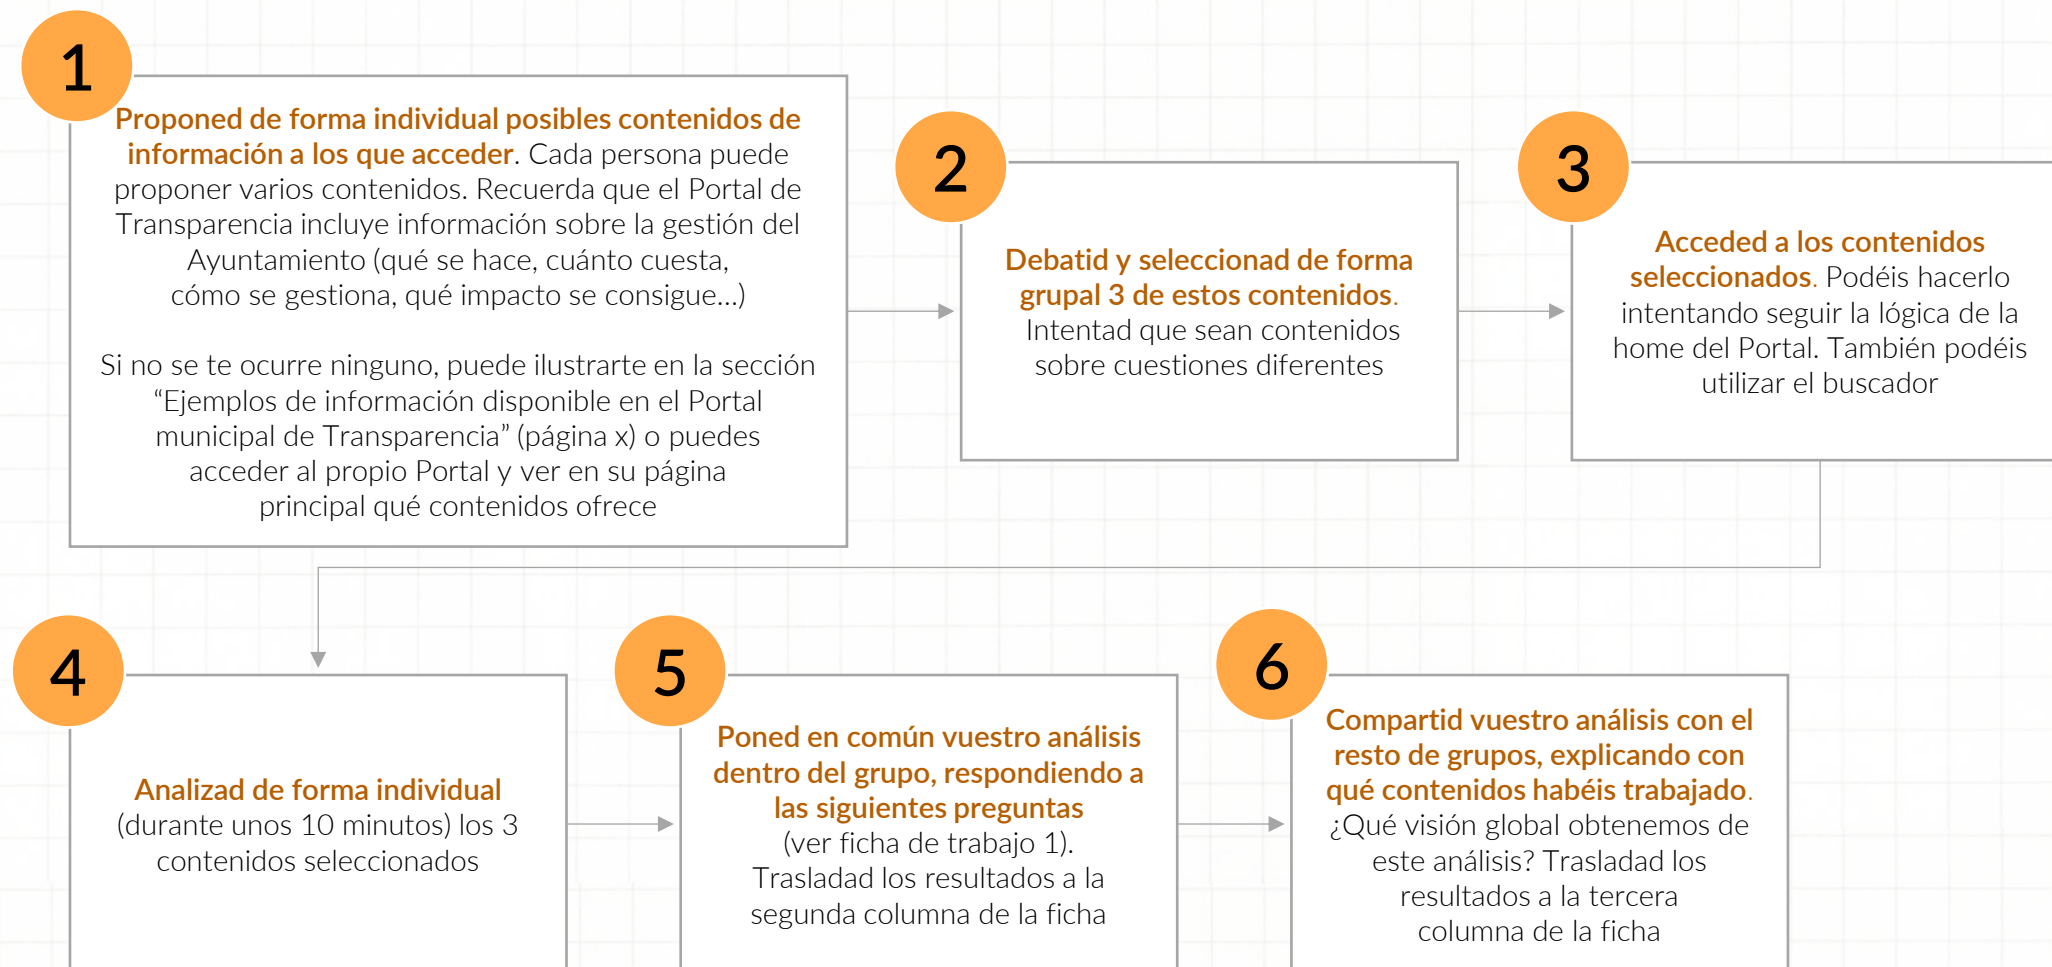 1
Proponed de forma individual posibles contenidos de
información a los que acceder. Cada persona puede
proponer varios contenidos. Recuerda que el Portal de
Transparencia incluye información sobre la gestión del
Ayuntamiento (qué se hace, cuánto cuesta,
cómo se gestiona, qué impacto se consigue...)
Si no se te ocurre ninguno, puede ilustrarte en la sección
“Ejemplos de información disponible en el Portal
municipal de Transparencia” (página x) o puedes
acceder al propio Portal y ver en su página
principal qué contenidos ofrece
2
Debatid y seleccionad de forma
grupal 3 de estos contenidos.
Intentad que sean contenidos
sobre cuestiones diferentes
3
Acceded a los contenidos
seleccionados. Podéis hacerlo
intentando seguir la lógica de la
home del Portal. También podéis
utilizar el buscador
4
Analizad de forma individual
(durante unos 10 minutos) los 3
contenidos seleccionados
5
Poned en común vuestro análisis
dentro del grupo, respondiendo a
las siguientes preguntas
(ver ficha de trabajo 1).
Trasladad los resultados a la
segunda columna de la ficha
6
Compartid vuestro análisis con el
resto de grupos, explicando con
qué contenidos habéis trabajado.
¿Qué visión global obtenemos de
este análisis? Trasladad los
resultados a la tercera
columna de la ficha